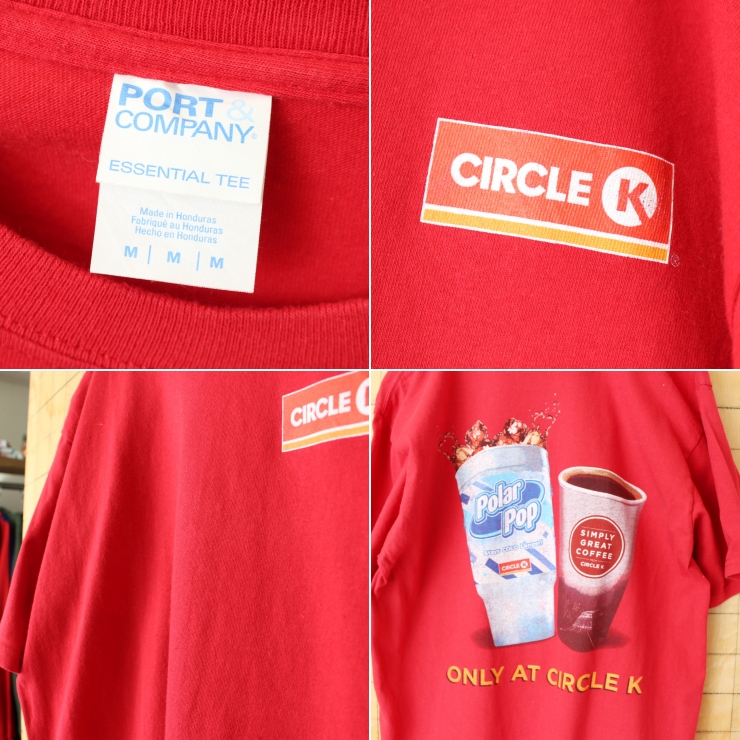 PORT &
COMPANY®
ESSENTIAL TEE
Made in Honduras
Fabriqué au Honduras
Hecho en Honduras
M | M | M
CIRCLE K
®
CIRCLE
Polar
Pop
CIRCLE K
SIMPLY
GREAT
COFFEE
CIRCLE K
ONLY AT CIRCLE K